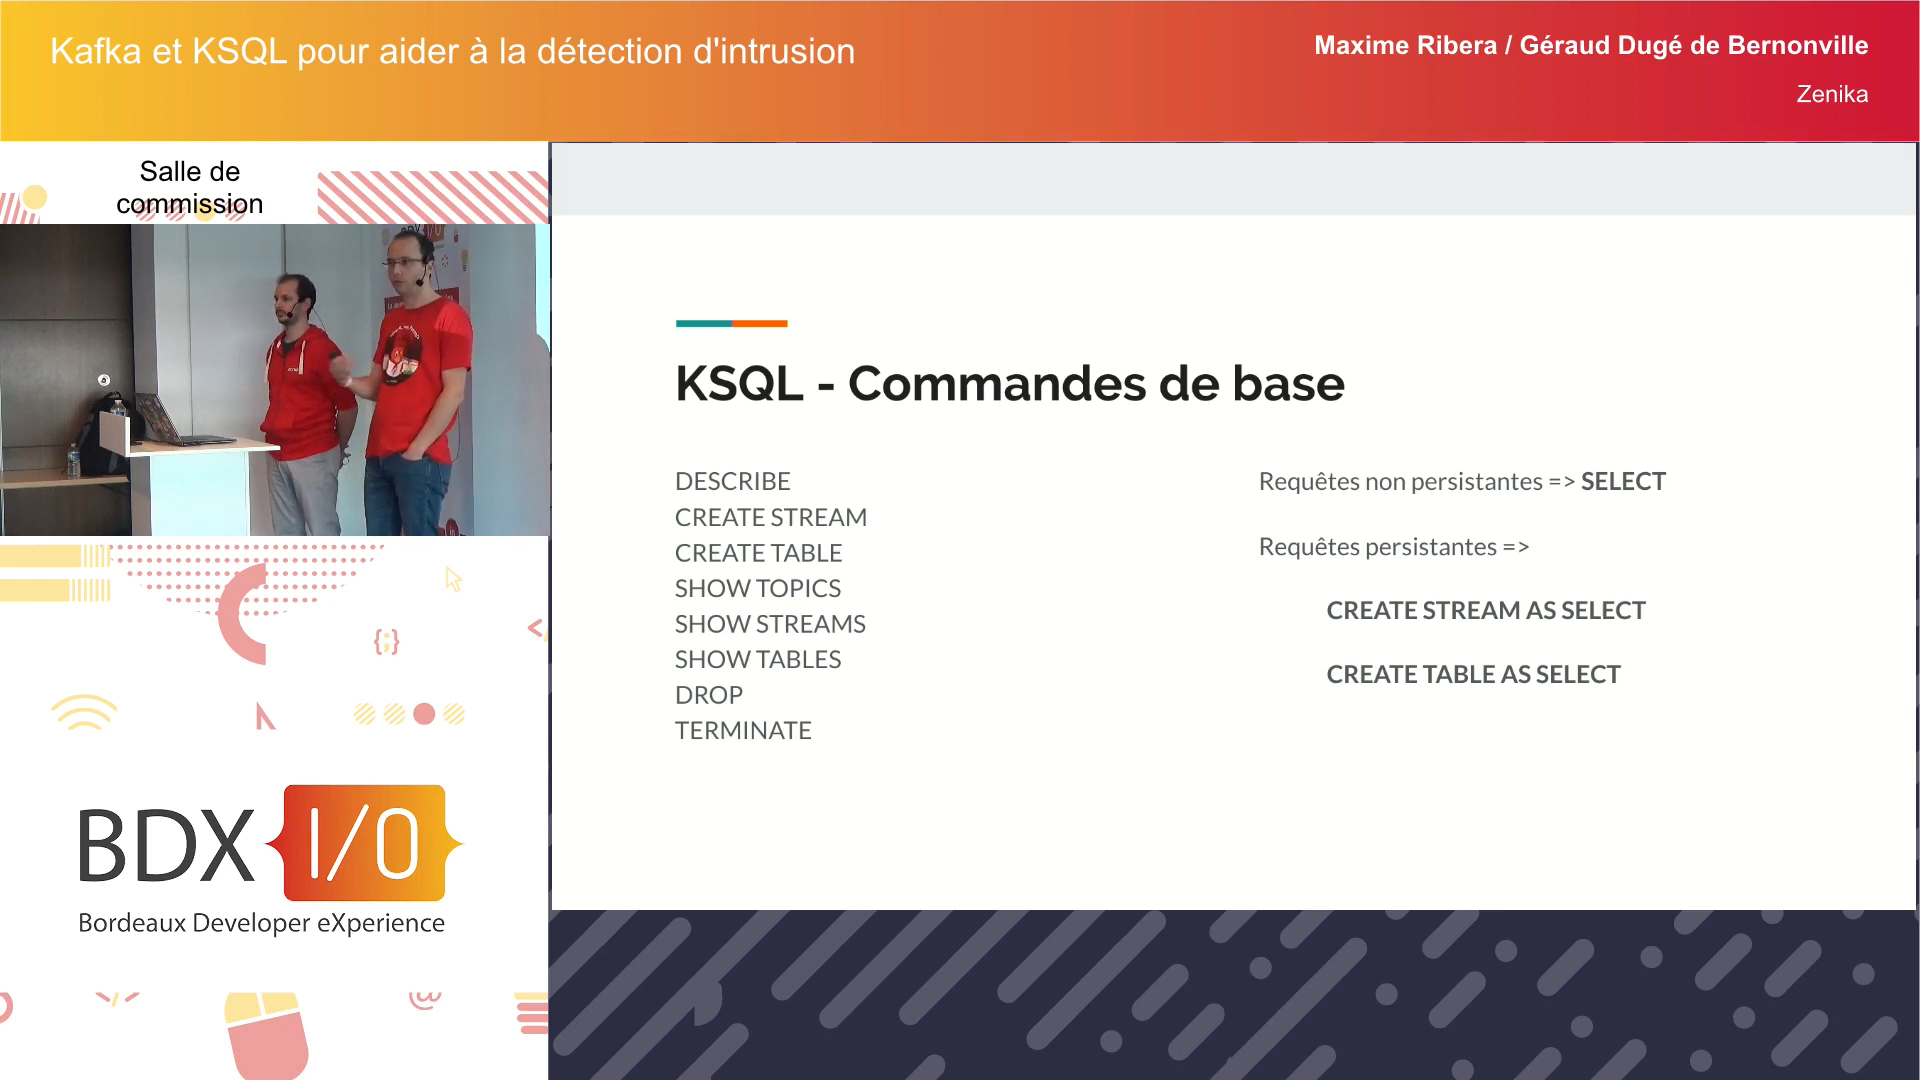 Kafka et KSQL pour aider à la détection d'intrusion
Maxime Ribera / Géraud Dugé de Bernonville
Zenika
Salle de
commission
KSQL - Commandes de base
DESCRIBE
CREATE STREAM
CREATE TABLE
SHOW TOPICS
SHOW STREAMS
SHOW TABLES
DROP
TERMINATE
Requêtes non persistantes => SELECT
Requêtes persistantes =>
CREATE STREAM AS SELECT
CREATE TABLE AS SELECT
BDX I/O
Bordeaux Developer eXperience